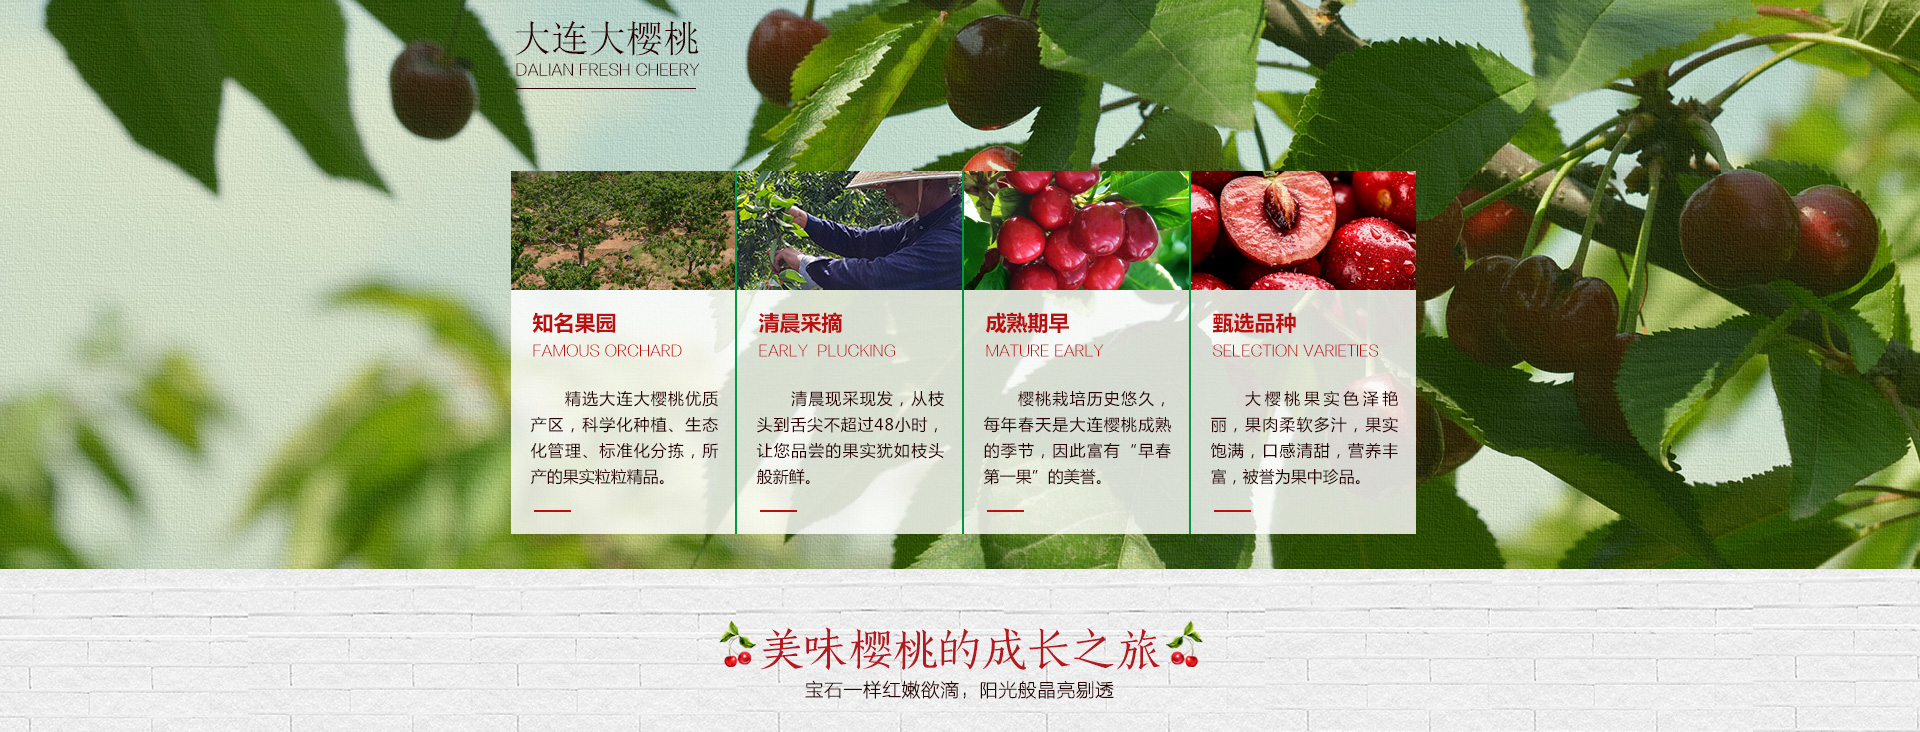 大连大樱桃
DALIAN FRESH CHEERY
知名果园
FAMOUS ORCHARD
精选大连大樱桃优质
产区，科学化种植、生态
化管理、标准化分拣，所
产的果实粒粒精品。
清晨采摘
EARLY PLUCKING
清晨现采现发，从枝
头到舌尖不超过48小时，
让您品尝的果实犹如枝头
般新鲜。
成熟期早
MATURE EARLY
樱桃栽培历史悠久，
每年春天是大连樱桃成熟
的季节，因此富有“早春
第一果”的美誉。
甄选品种
SELECTION VARIETIES
大樱桃果实色泽艳
丽，果肉柔软多汁，果实
饱满，口感清甜，营养丰
富，被誉为果中珍品。
美味樱桃的成长之旅
宝石一样红嫩欲滴，阳光般晶亮剔透